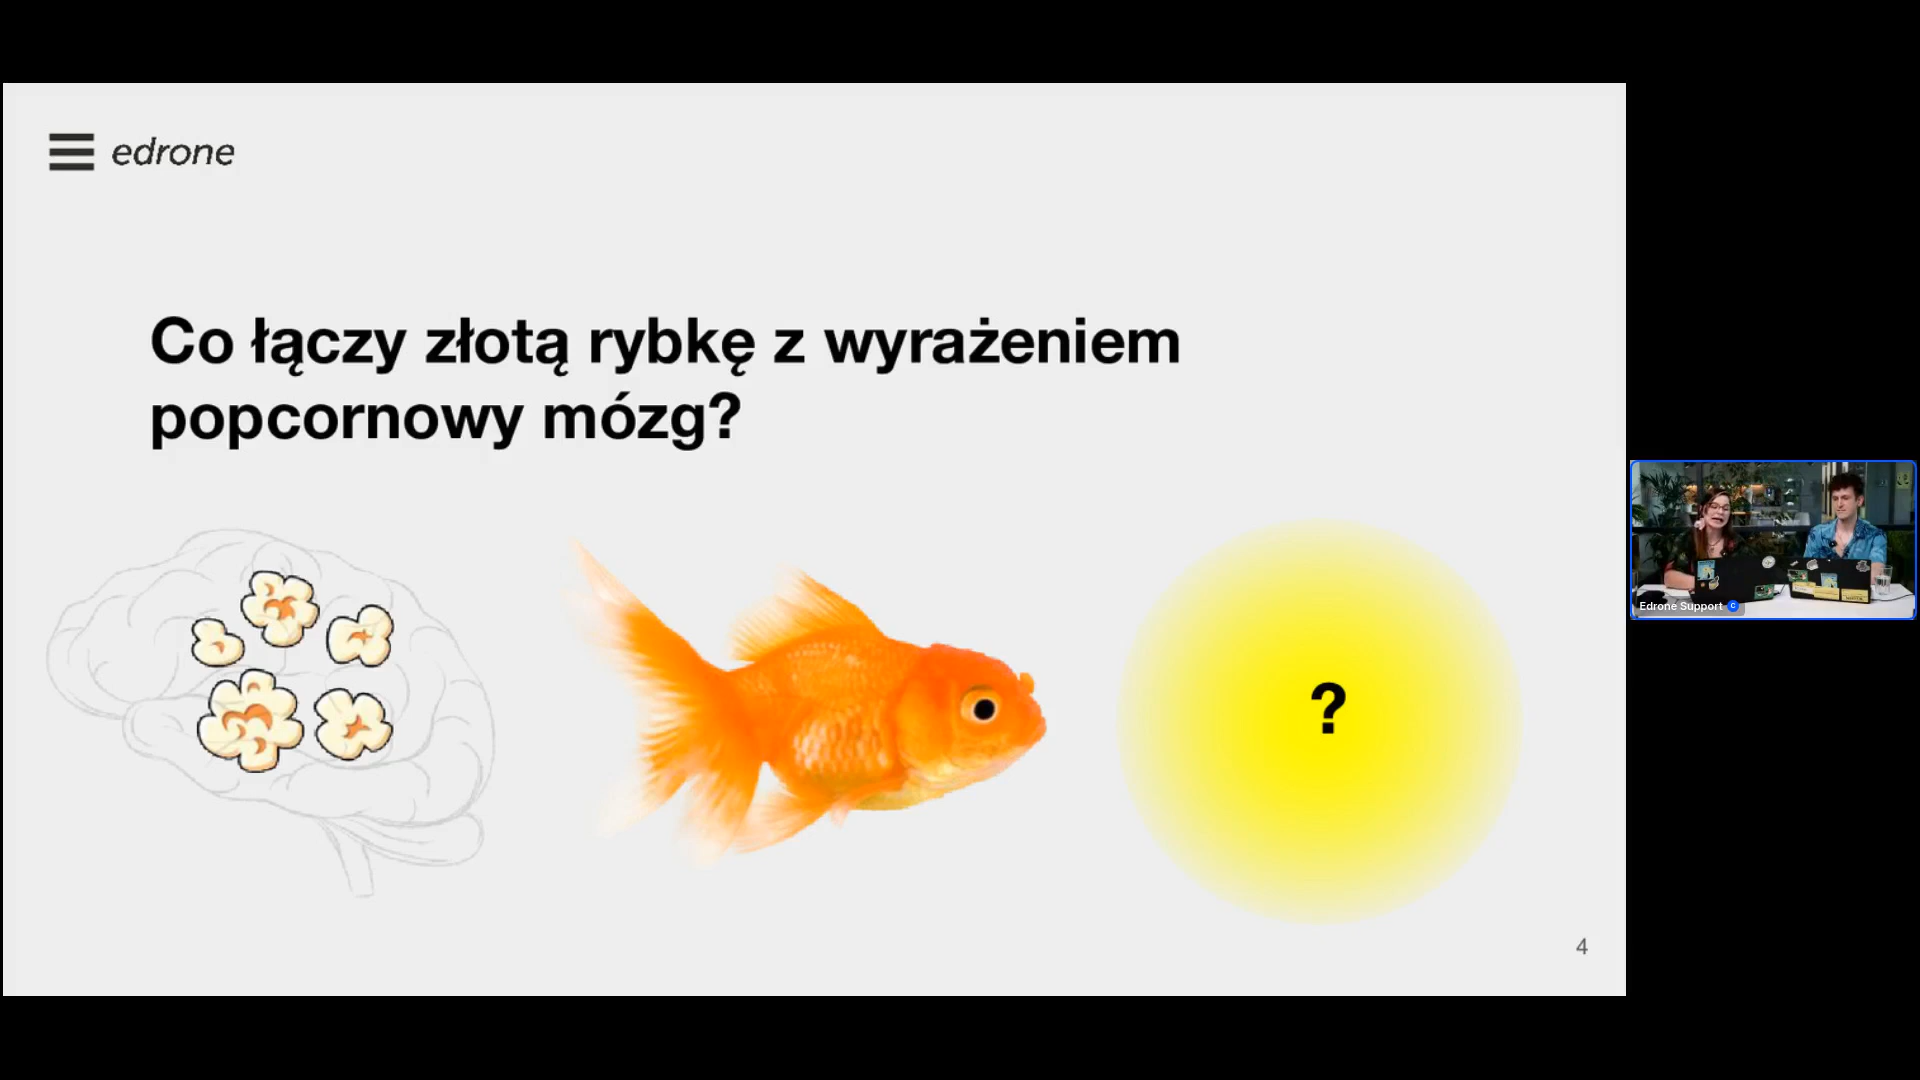 edrone
Co łączy złotą rybkę z wyrażeniem
popcornowy mózg?
?
4
Edrone Support